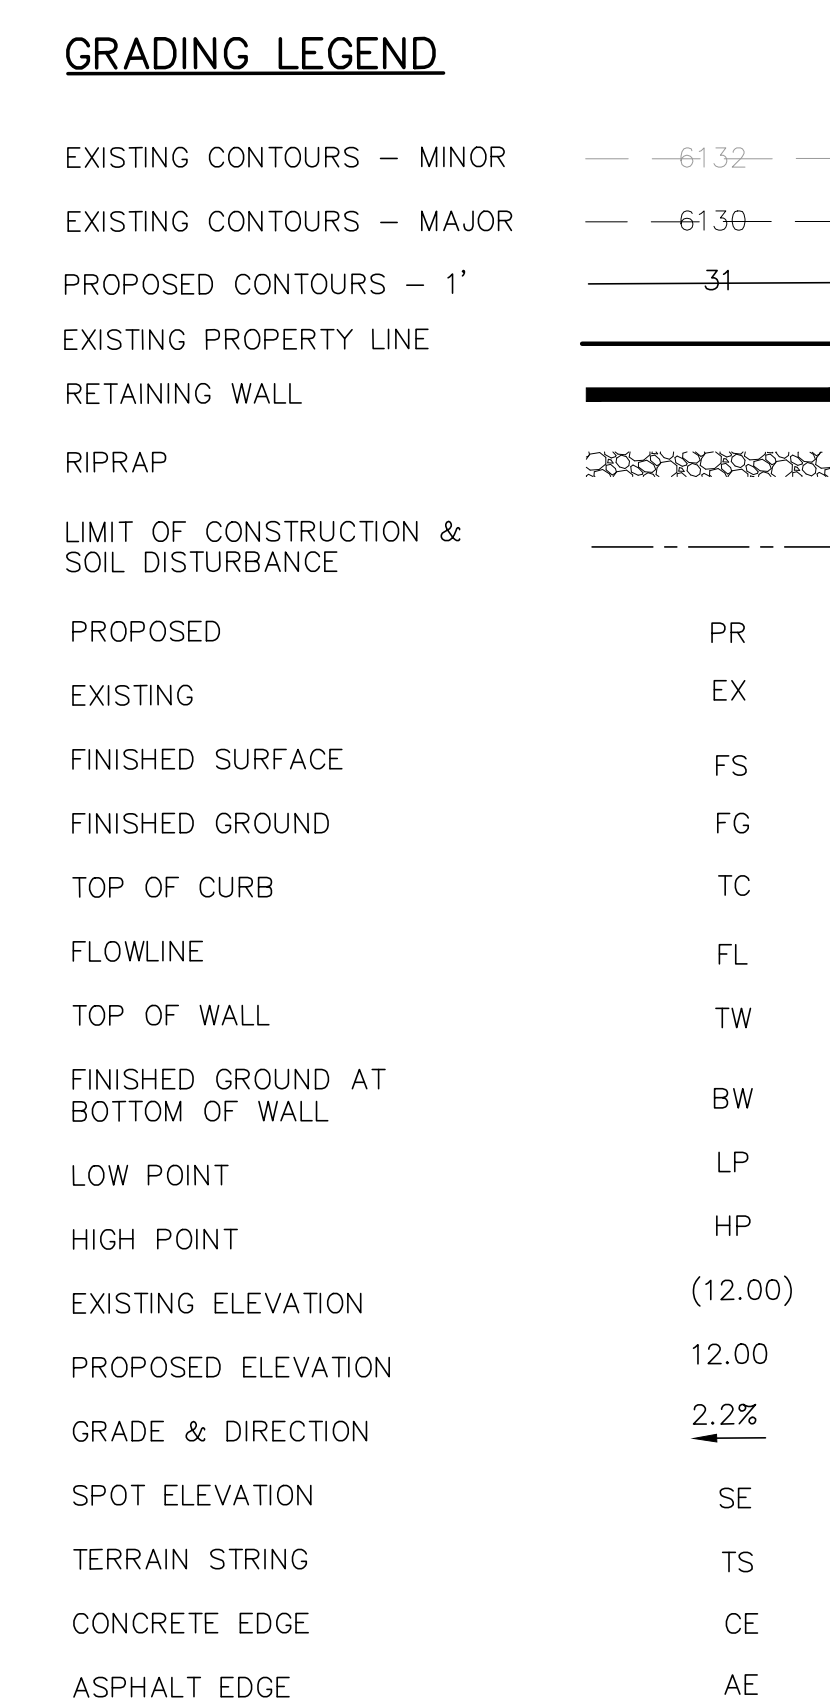 GRADING LEGEND
EXISTING CONTOURS – MINOR 6132
EXISTING CONTOURS – MAJOR 6130
PROPOSED CONTOURS – 1' 31
EXISTING PROPERTY LINE
RETAINING WALL
RIPRAP
LIMIT OF CONSTRUCTION &
SOIL DISTURBANCE
PROPOSED PR
EXISTING EX
FINISHED SURFACE FS
FINISHED GROUND FG
TOP OF CURB TC
FLOWLINE FL
TOP OF WALL TW
FINISHED GROUND AT
BOTTOM OF WALL BW
LOW POINT LP
HIGH POINT HP
EXISTING ELEVATION (12.00)
PROPOSED ELEVATION 12.00
GRADE & DIRECTION 2.2%
SPOT ELEVATION SE
TERRAIN STRING TS
CONCRETE EDGE CE
ASPHALT EDGE AE